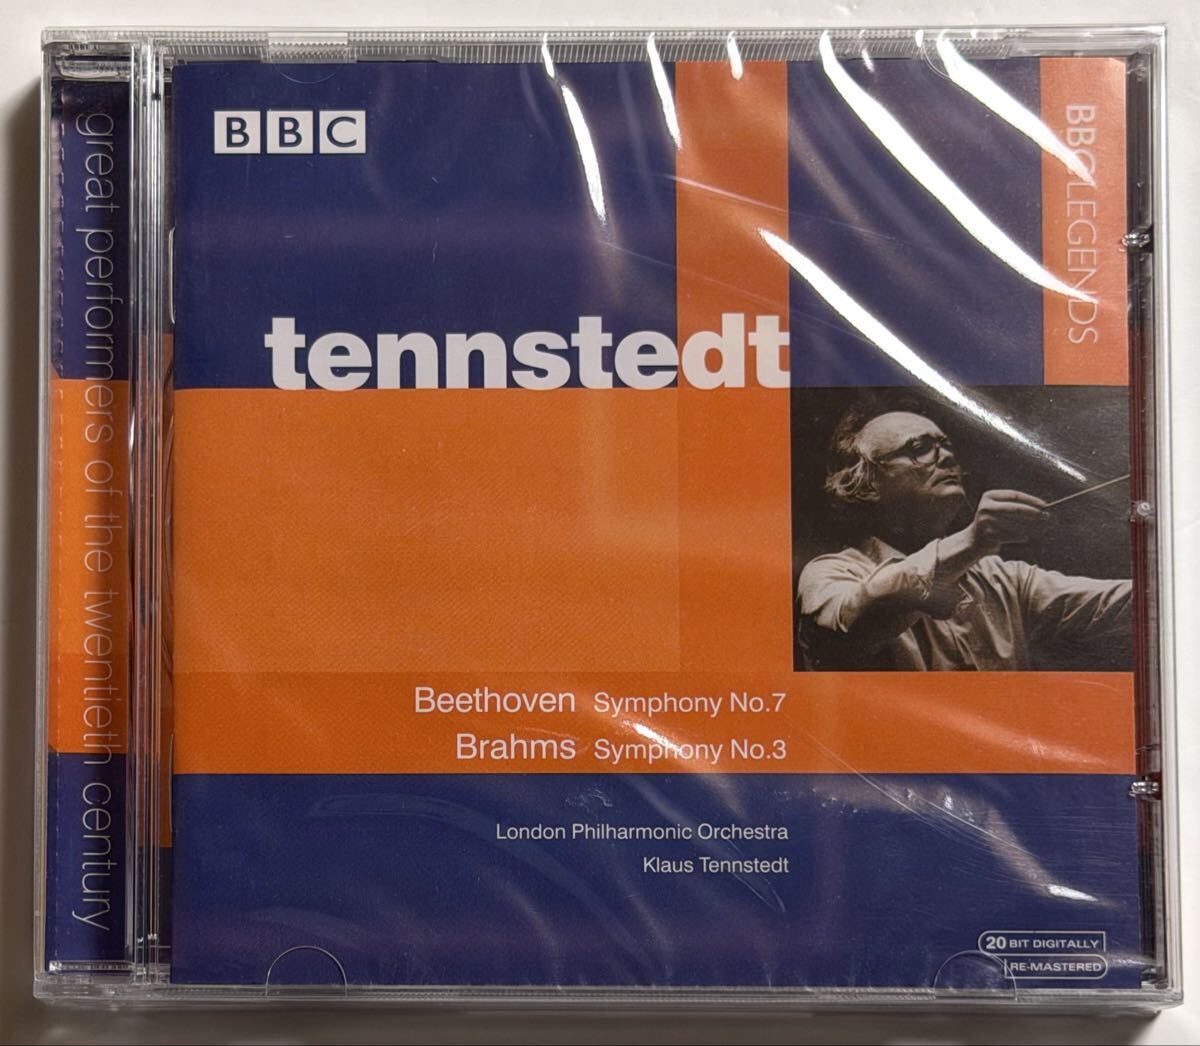 great performers of the twentieth century
BBC
BBC LEGENDS
tennstedt
Beethoven Symphony No.7
Brahms Symphony No.3
London Philharmonic Orchestra
Klaus Tennstedt
20 BIT DIGITALLY
RE-MASTERED